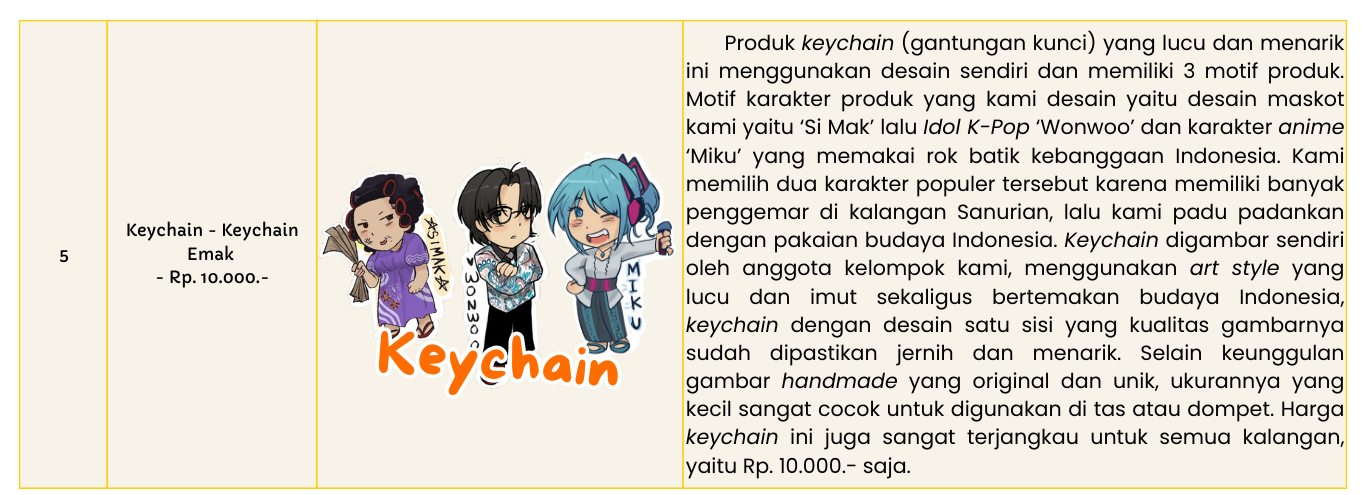 5
Keychain - Keychain
Emak
- Rp. 10.000.-
ASIMAK
WONWOO
MIKU
Keychain
Produk keychain (gantungan kunci) yang lucu dan menarik
ini menggunakan desain sendiri dan memiliki 3 motif produk.
Motif karakter produk yang kami desain yaitu desain maskot
kami yaitu ‘Si Mak’ lalu Idol K-Pop ‘Wonwoo’ dan karakter anime
‘Miku’ yang memakai rok batik kebanggaan Indonesia. Kami
memilih dua karakter populer tersebut karena memiliki banyak
penggemar di kalangan Sanurian, lalu kami padu padankan
dengan pakaian budaya Indonesia. Keychain digambar sendiri
oleh anggota kelompok kami, menggunakan art style yang
lucu dan imut sekaligus bertemakan budaya Indonesia,
keychain dengan desain satu sisi yang kualitas gambarnya
sudah dipastikan jernih dan menarik. Selain keunggulan
gambar handmade yang original dan unik, ukurannya yang
kecil sangat cocok untuk digunakan di tas atau dompet. Harga
keychain ini juga sangat terjangkau untuk semua kalangan,
yaitu Rp. 10.000.- saja.